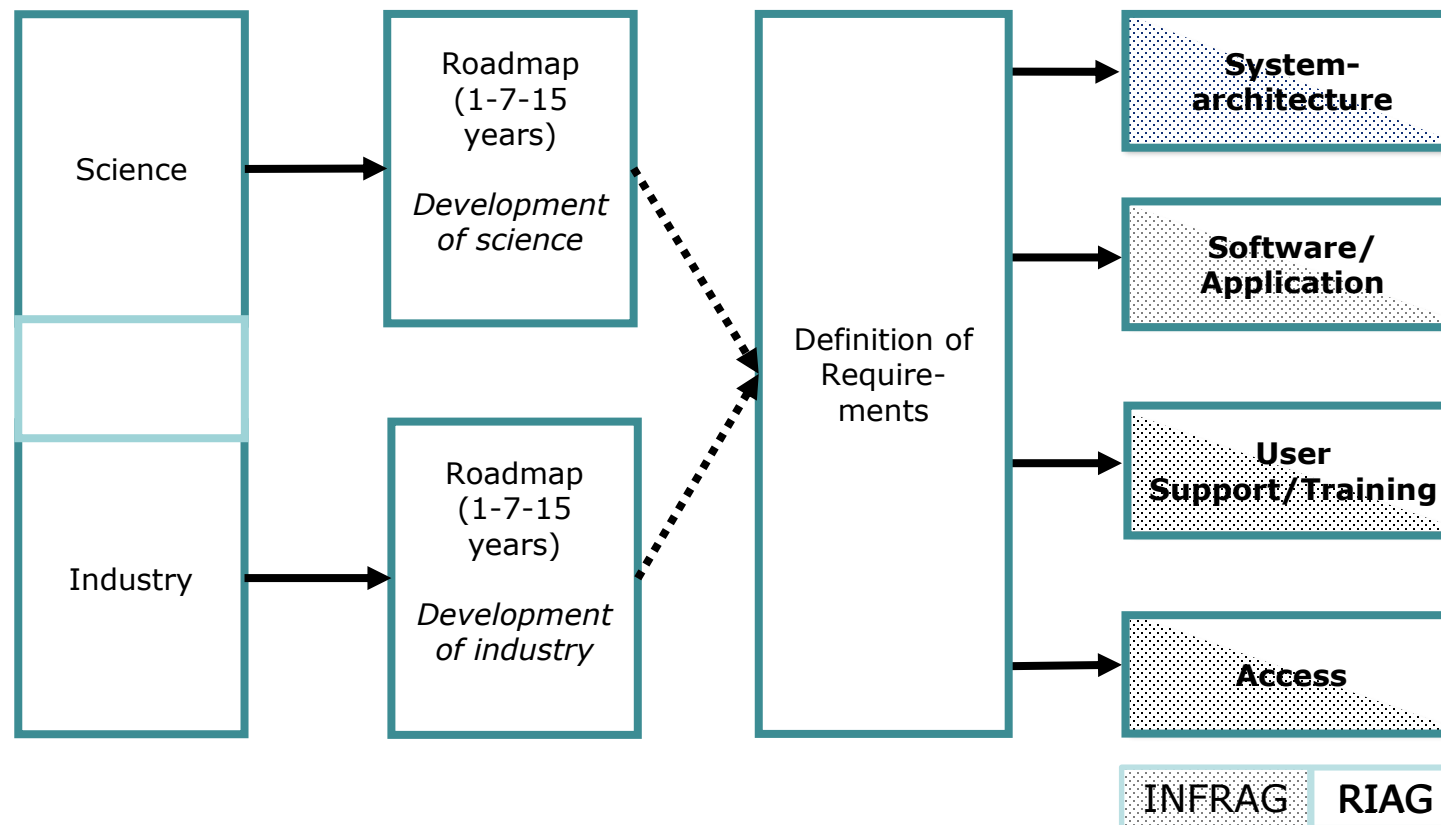 Science
Industry
Roadmap
(1-7-15
years)
Development
of science
Roadmap
(1-7-15
years)
Development
of industry
Definition of
Require-
ments
System-
architecture
Software/
Application
User
Support/Training
Access
INFRAG
RIAG